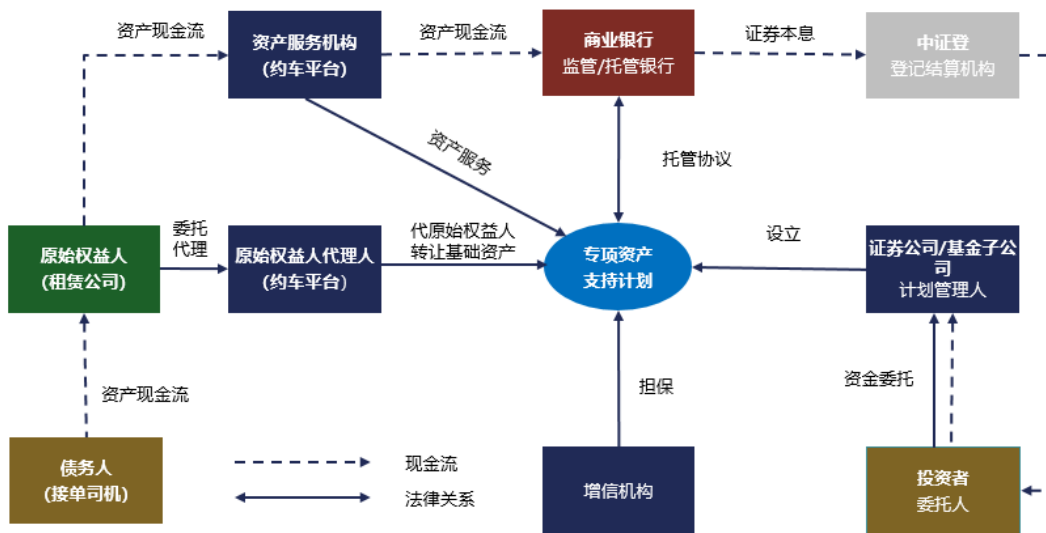 资产现金流
资产服务机构
(约车平台)
资产现金流
商业银行
监管/托管银行
证券本息
中证登
登记结算机构
资产服务
托管协议
原始权益人
(租赁公司)
委托
代理
原始权益人代理人
(约车平台)
代原始权益人
转让基础资产
专项资产
支持计划
设立
证券公司/基金子公
司
计划管理人
资产现金流
担保
资金委托
债务人
(接单司机)
现金流
法律关系
增信机构
投资者
委托人